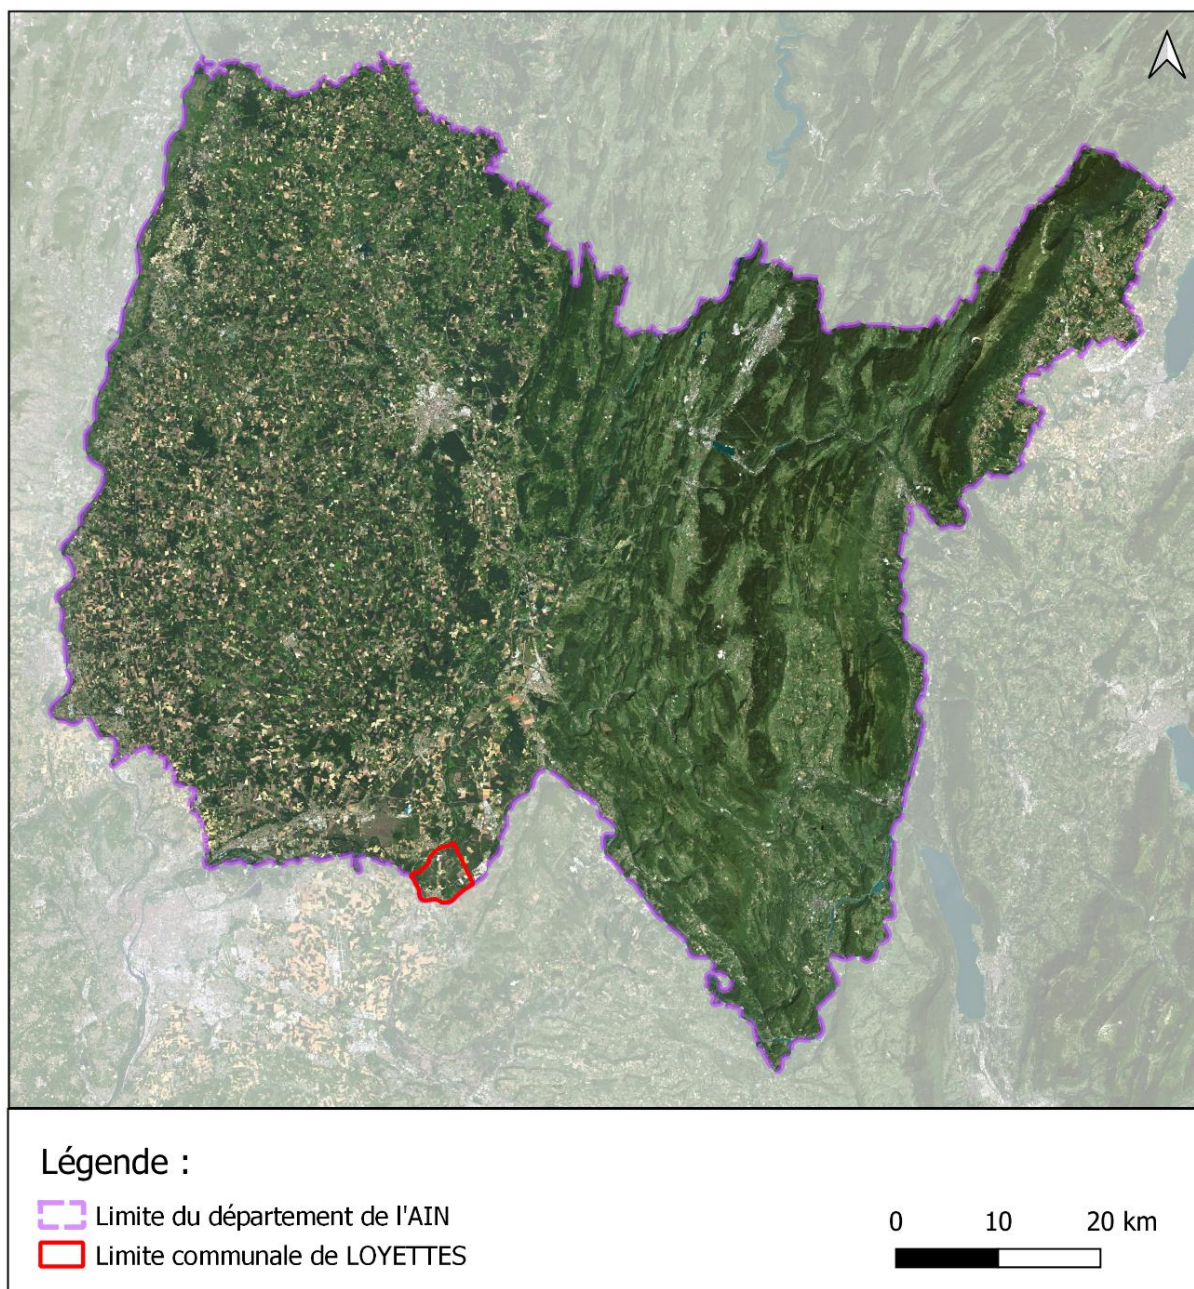 Légende :
Limite du département de l'AIN
Limite communale de LOYETTES
0 10 20 km